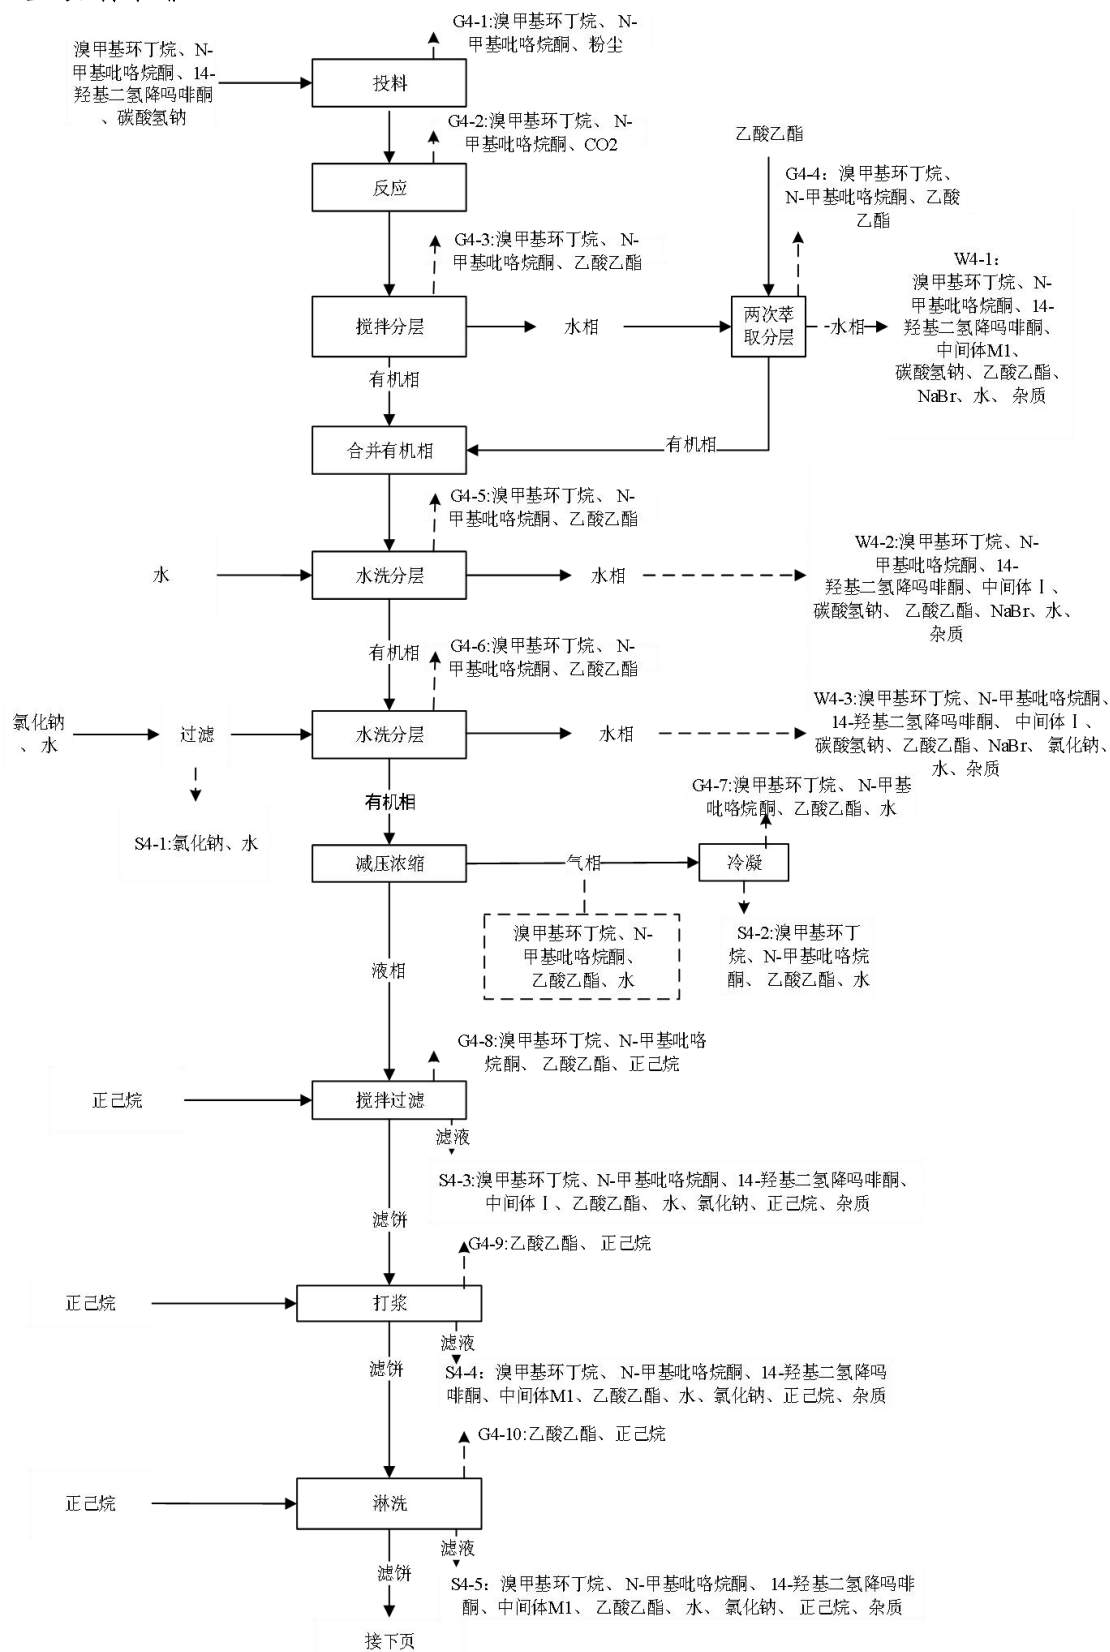 G4-1:溴甲基环丁烷、 N-
甲基吡咯烷酮、粉尘
溴甲基环丁烷、N-
甲基吡咯烷酮、14-
羟基二氢降吗啡酮
、碳酸氢钠
投料
G4-2:溴甲基环丁烷、 N-
甲基吡咯烷酮、CO2
反应
乙酸乙酯
G4-4：溴甲基环丁烷、
N-甲基吡咯烷酮、乙酸
乙酯
G4-3:溴甲基环丁烷、 N-
甲基吡咯烷酮、乙酸乙酯
搅拌分层
水相
两次萃
取分层
水相
W4-1：
溴甲基环丁烷、N-
甲基吡咯烷酮、14-
羟基二氢降吗啡酮、
中间体M1、
碳酸氢钠、乙酸乙酯、
NaBr、水、 杂质
有机相
合并有机相
有机相
G4-5:溴甲基环丁烷、 N-
甲基吡咯烷酮、乙酸乙酯
水
水洗分层
水相
W4-2:溴甲基环丁烷、N-
甲基吡咯烷酮、14-
羟基二氢降吗啡酮、中间体Ⅰ、
碳酸氢钠、 乙酸乙酯、NaBr、水、
杂质
有机相
G4-6:溴甲基环丁烷、 N-
甲基吡咯烷酮、乙酸乙酯
氯化钠
、水
过滤
水洗分层
水相
W4-3:溴甲基环丁烷、N-甲基吡咯烷酮、
14-羟基二氢降吗啡酮、 中间体Ⅰ、
碳酸氢钠、乙酸乙酯、NaBr、 氯化钠、
水、杂质
S4-1:氯化钠、水
有机相
G4-7:溴甲基环丁烷、 N-甲基
吡咯烷酮、乙酸乙酯、水
减压浓缩
气相
冷凝
溴甲基环丁烷、N-
甲基吡咯烷酮、
乙酸乙酯、水
S4-2:溴甲基环丁
烷、N-甲基吡咯烷
酮、 乙酸乙酯、水
液相
G4-8:溴甲基环丁烷、N-甲基吡咯
烷酮、 乙酸乙酯、正己烷
正己烷
搅拌过滤
滤液
S4-3:溴甲基环丁烷、N-甲基吡咯烷酮、14-羟基二氢降吗啡酮、
中间体Ⅰ、乙酸乙酯、 水、氯化钠、正己烷、杂质
滤饼
G4-9:乙酸乙酯、 正己烷
正己烷
打浆
滤液
滤饼
S4-4：溴甲基环丁烷、 N-甲基吡咯烷酮、14-羟基二氢降吗
啡酮、中间体M1、乙酸乙酯、水、氯化钠、正己烷、杂质
G4-10:乙酸乙酯、正己烷
正己烷
淋洗
滤液
滤饼
S4-5：溴甲基环丁烷、 N-甲基吡咯烷酮、 14-羟基二氢降吗啡
酮、中间体M1、 乙酸乙酯、 水、 氯化钠、 正己烷、杂质
接下页